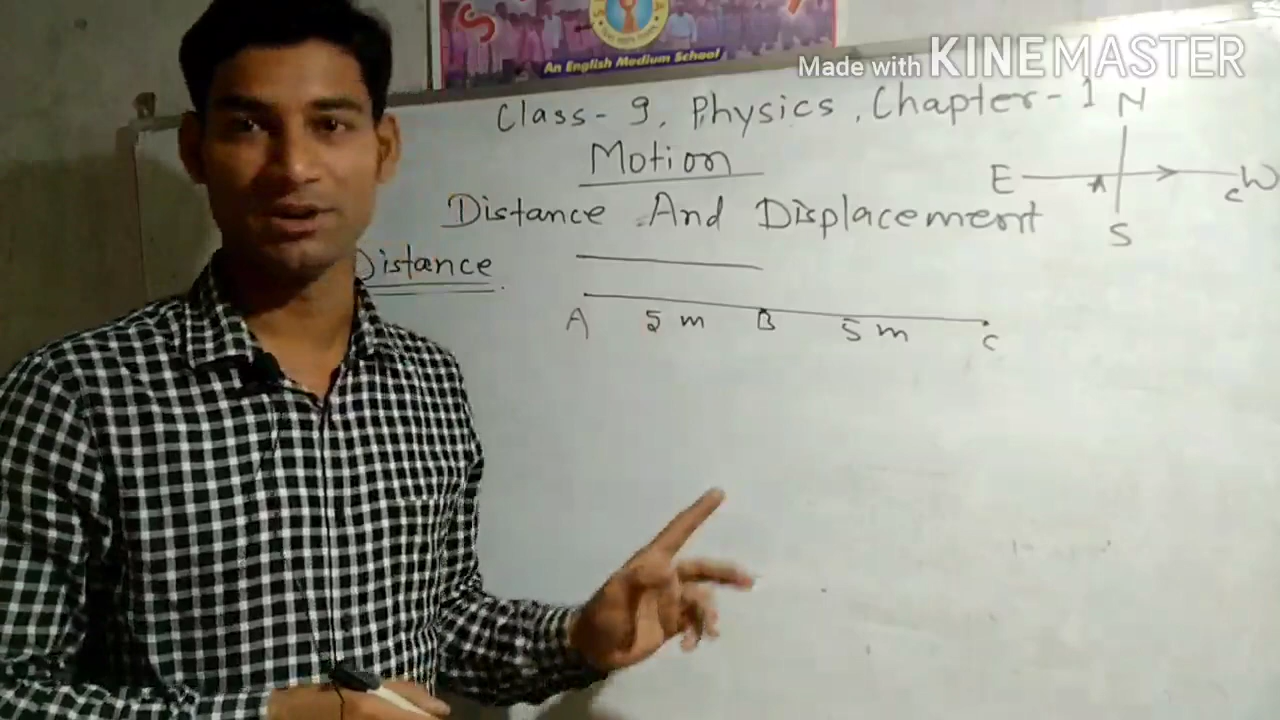 An English Medium School
Made with KINEMASTER
Class - 9, Physics, Chapter - 1
Motion
Distance And Displacement
N
E A C W
S
Distance
A 5 m B 5 m C